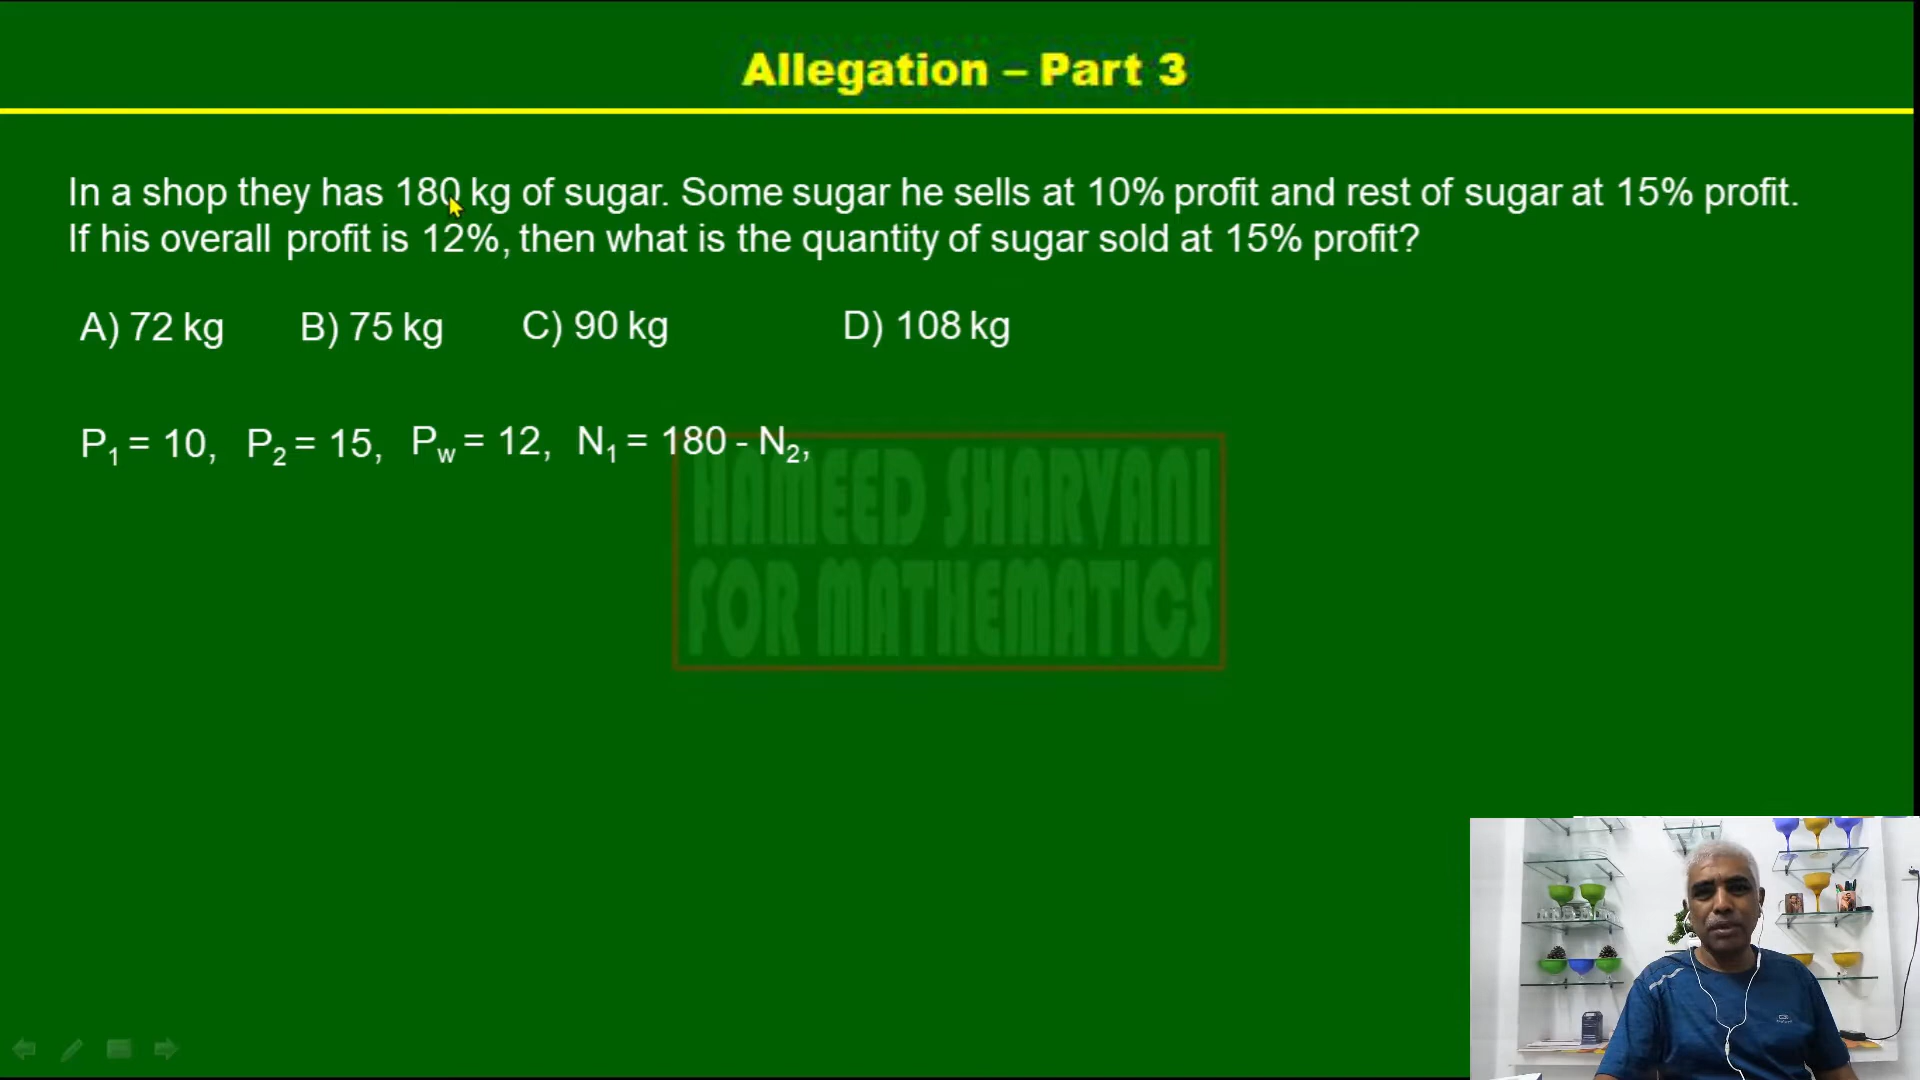 Allegation – Part 3
In a shop they has 180 kg of sugar. Some sugar he sells at 10% profit and rest of sugar at 15% profit.
If his overall profit is 12%, then what is the quantity of sugar sold at 15% profit?
A) 72 kg B) 75 kg C) 90 kg D) 108 kg
P₁ = 10, P₂ = 15, Pw = 12, N₁ = 180 - N₂,
HAMEED SHARVANI
FOR MATHEMATICS